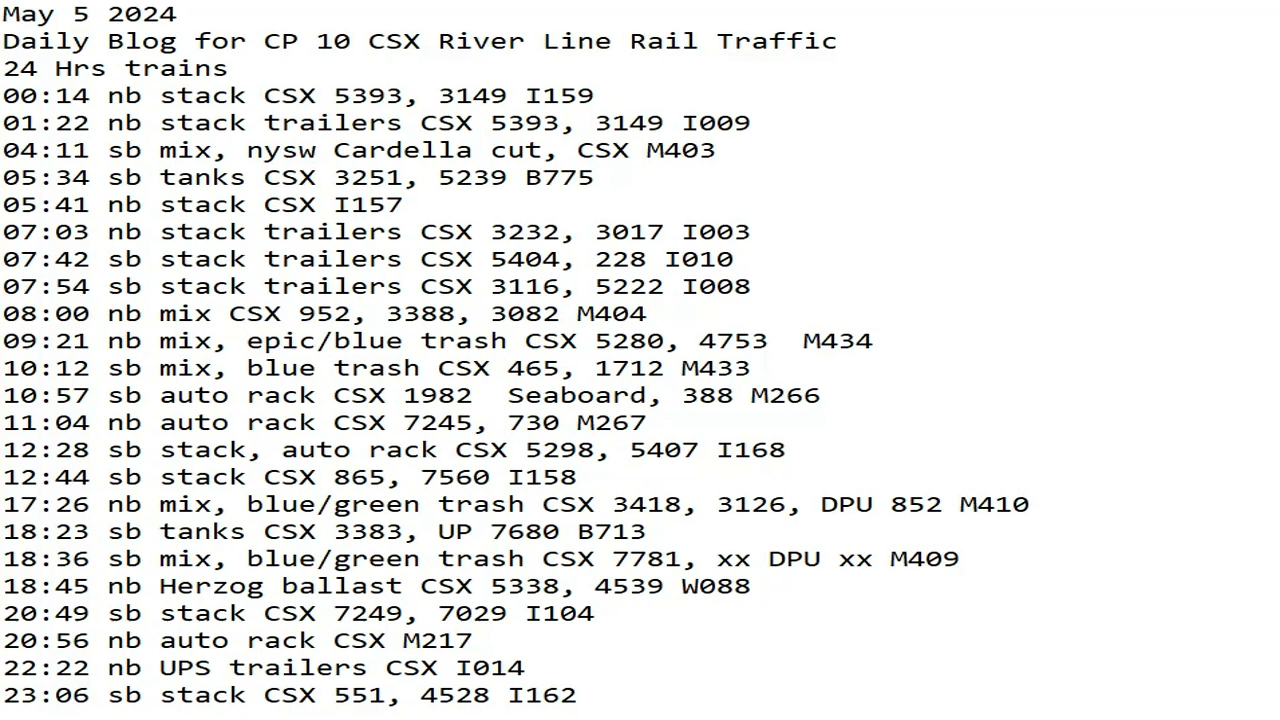 May 5 2024
Daily Blog for CP 10 CSX River Line Rail Traffic
24 Hrs trains
00:14 nb stack CSX 5393, 3149 I159
01:22 nb stack trailers CSX 5393, 3149 I009
04:11 sb mix, nysw Cardella cut, CSX M403
05:34 sb tanks CSX 3251, 5239 B775
05:41 nb stack CSX I157
07:03 nb stack trailers CSX 3232, 3017 I003
07:42 sb stack trailers CSX 5404, 228 I010
07:54 sb stack trailers CSX 3116, 5222 I008
08:00 nb mix CSX 952, 3388, 3082 M404
09:21 nb mix, epic/blue trash CSX 5280, 4753  M434
10:12 sb mix, blue trash CSX 465, 1712 M433
10:57 sb auto rack CSX 1982  Seaboard, 388 M266
11:04 nb auto rack CSX 7245, 730 M267
12:28 sb stack, auto rack CSX 5298, 5407 I168
12:44 sb stack CSX 865, 7560 I158
17:26 nb mix, blue/green trash CSX 3418, 3126, DPU 852 M410
18:23 sb tanks CSX 3383, UP 7680 B713
18:36 sb mix, blue/green trash CSX 7781, xx DPU xx M409
18:45 nb Herzog ballast CSX 5338, 4539 W088
20:49 sb stack CSX 7249, 7029 I104
20:56 nb auto rack CSX M217
22:22 nb UPS trailers CSX I014
23:06 sb stack CSX 551, 4528 I162